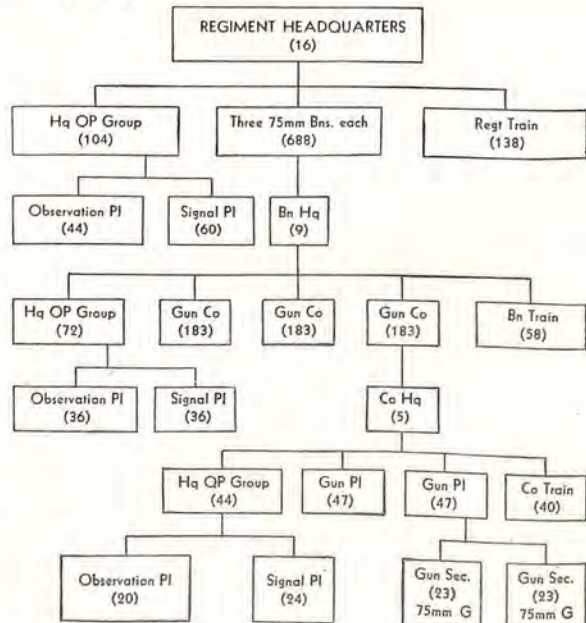 REGIMENT HEADQUARTERS
(16)
Hq OP Group
(104)
Three 75mm Bns. each
(688)
Regt Train
(138)
Observation Pl
(44)
Signal Pl
(60)
Bn Hq
(9)
Hq OP Group
(72)
Gun Co
(183)
Gun Co
(183)
Gun Co
(183)
Bn Train
(58)
Observation Pl
(36)
Signal Pl
(36)
Co Hq
(5)
Hq OP Group
(44)
Gun Pl
(47)
Gun Pl
(47)
Co Train
(40)
Observation Pl
(20)
Signal Pl
(24)
Gun Sec.
(23)
75mm G
Gun Sec.
(23)
75mm G